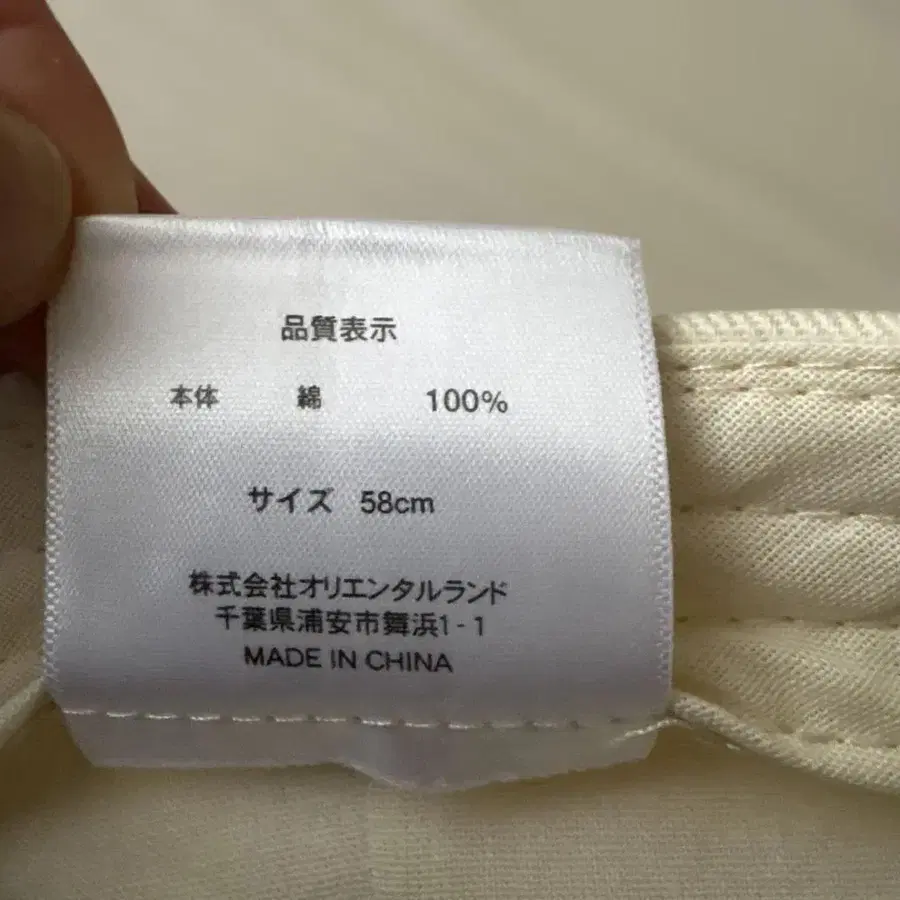 品質表示
本体 綿 100%
サイズ 58cm
株式会社オリエンタルランド
千葉県浦安市舞浜1-1
MADE IN CHINA